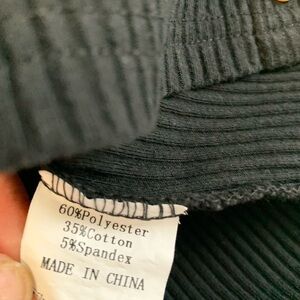 60%Polyester
35%Cotton
5%Spandex
MADE IN CHINA